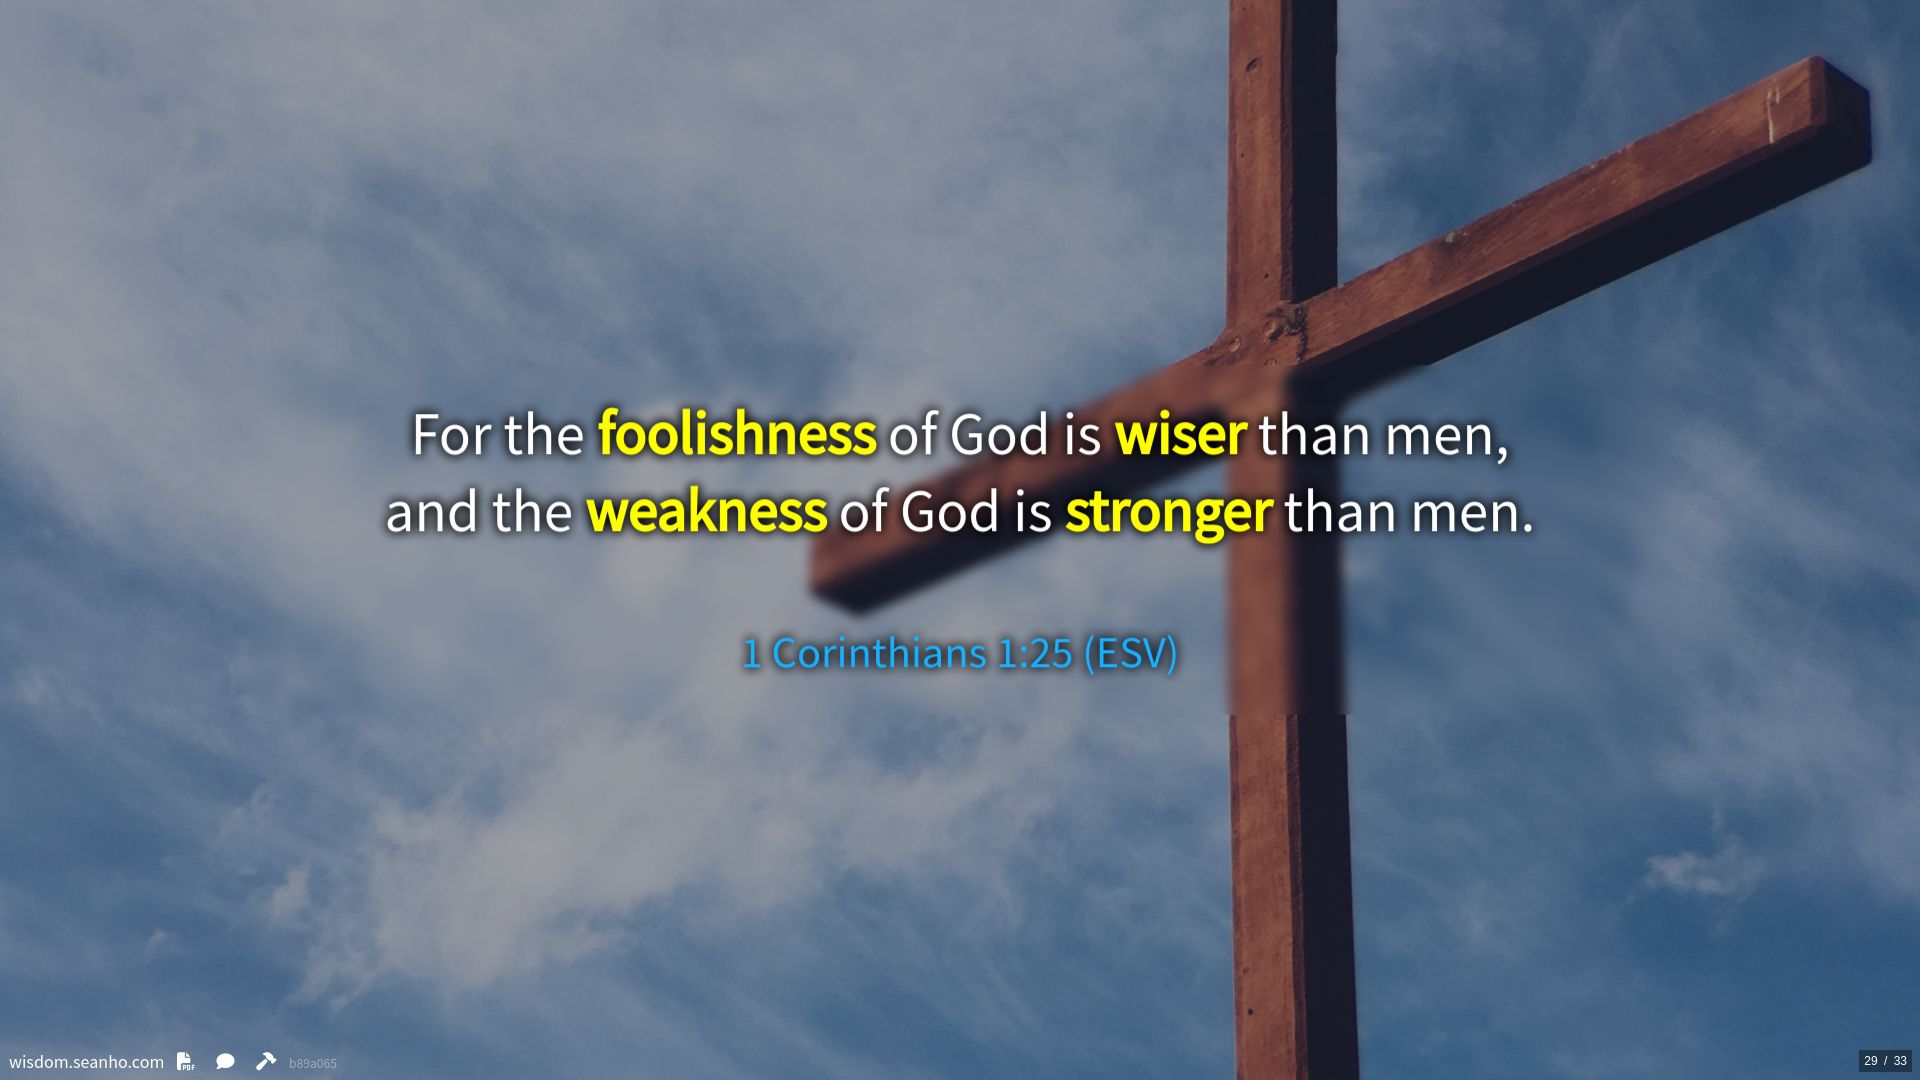 For the foolishness of God is wiser than men,
and the weakness of God is stronger than men.
1 Corinthians 1:25 (ESV)
wisdom.seanho.com PDF b89a065
29 / 33